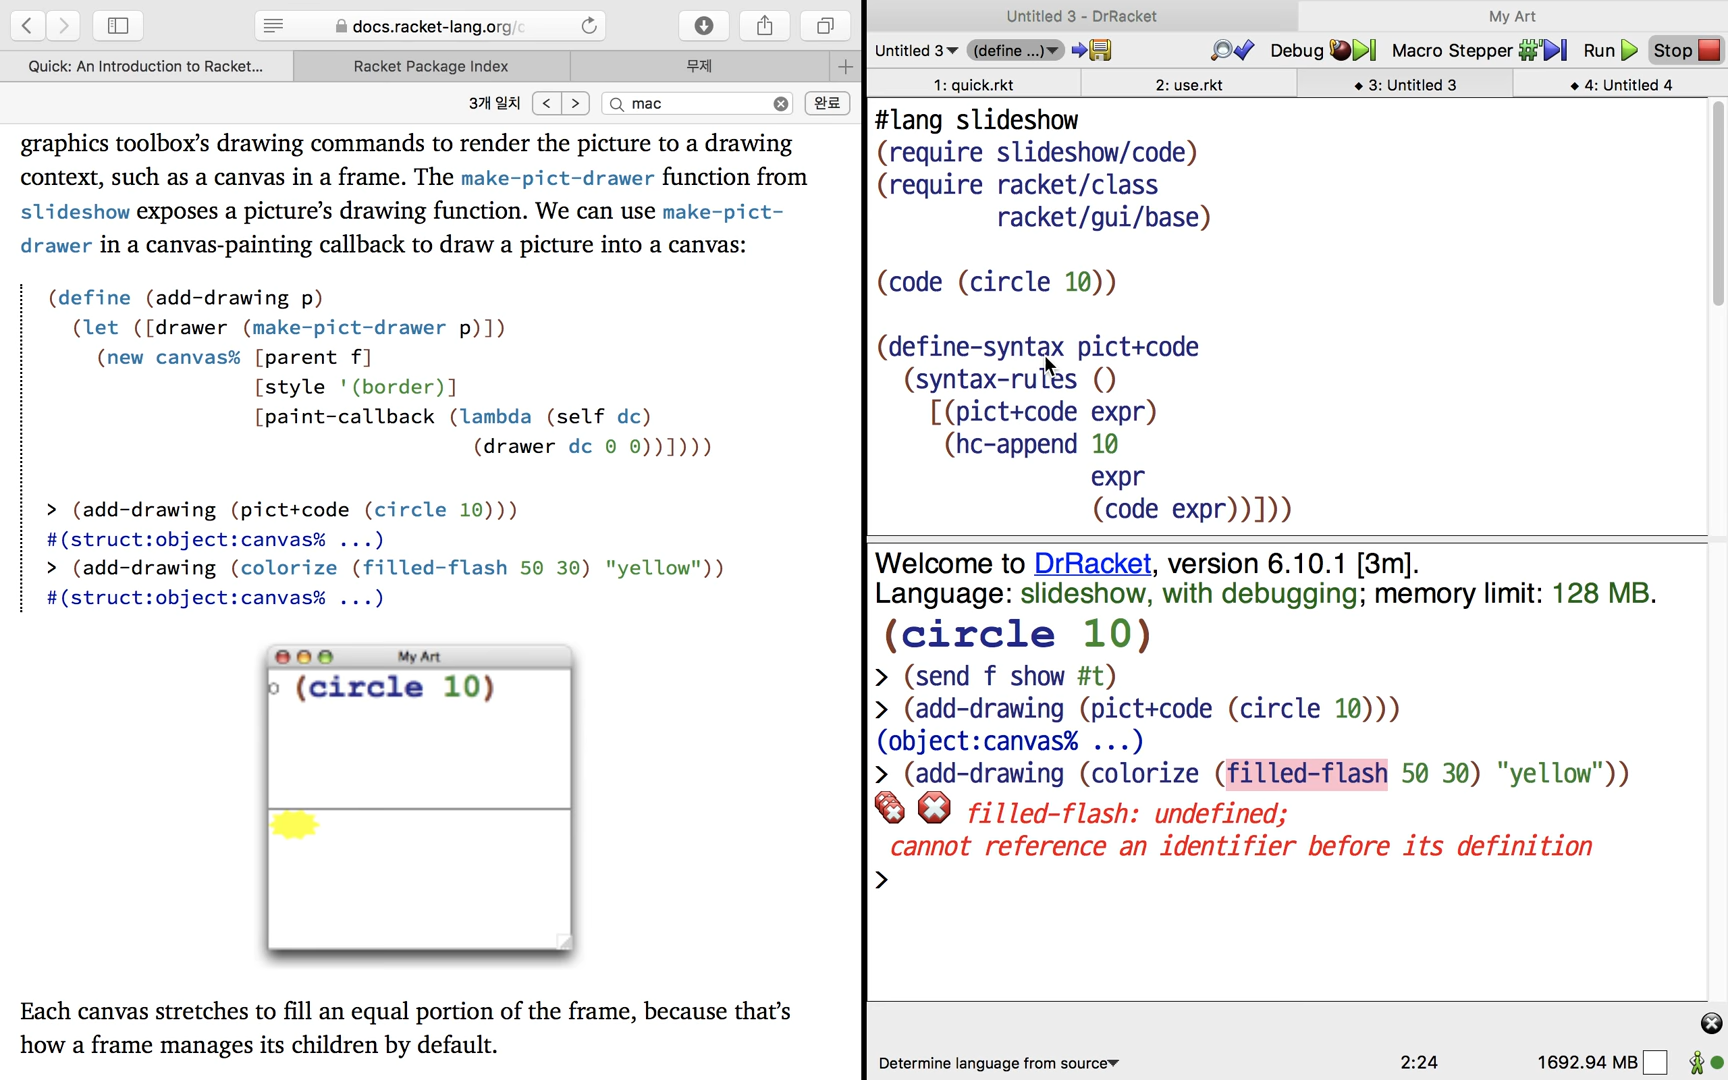 docs.racket-lang.org/c
Quick: An Introduction to Racket...
Racket Package Index
무제
3개 일치
mac
완료
graphics toolbox's drawing commands to render the picture to a drawing
context, such as a canvas in a frame. The make-pict-drawer function from
slideshow exposes a picture's drawing function. We can use make-pict-
drawer in a canvas-painting callback to draw a picture into a canvas:
(define (add-drawing p)
(let ([drawer (make-pict-drawer p)])
(new canvas% [parent f]
[style '(border)]
[paint-callback (lambda (self dc)
(drawer dc 0 0))])))
> (add-drawing (pict+code (circle 10)))
#(struct:object:canvas% ...)
> (add-drawing (colorize (filled-flash 50 30) "yellow"))
#(struct:object:canvas% ...)
My Art
(circle 10)
Each canvas stretches to fill an equal portion of the frame, because that's
how a frame manages its children by default.
Untitled 3 - DrRacket
My Art
Untitled 3
(define ...)
Debug
Macro Stepper
Run
Stop
1: quick.rkt
2: use.rkt
3: Untitled 3
4: Untitled 4
#lang slideshow
(require slideshow/code)
(require racket/class
racket/gui/base)
(code (circle 10))
(define-syntax pict+code
(syntax-rules ()
[(pict+code expr)
(hc-append 10
expr
(code expr))]))
Welcome to DrRacket, version 6.10.1 [3m].
Language: slideshow, with debugging; memory limit: 128 MB.
(circle 10)
> (send f show #t)
> (add-drawing (pict+code (circle 10)))
(object:canvas% ...)
> (add-drawing (colorize (filled-flash 50 30) "yellow"))
filled-flash: undefined;
cannot reference an identifier before its definition
>
Determine language from source
2:24
1692.94 MB